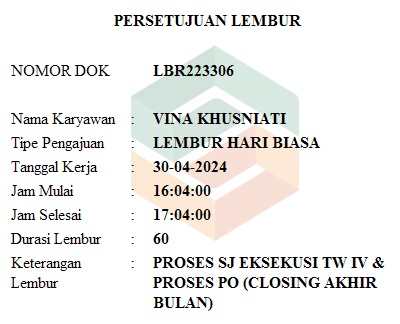 PERSETUJUAN LEMBUR
NOMOR DOK LBR223306
Nama Karyawan : VINA KHUSNIATI
Tipe Pengajuan : LEMBUR HARI BIASA
Tanggal Kerja : 30-04-2024
Jam Mulai : 16:04:00
Jam Selesai : 17:04:00
Durasi Lembur : 60
Keterangan : PROSES SJ EKSEKUSI TW IV &
Lembur PROSES PO (CLOSING AKHIR
BULAN)